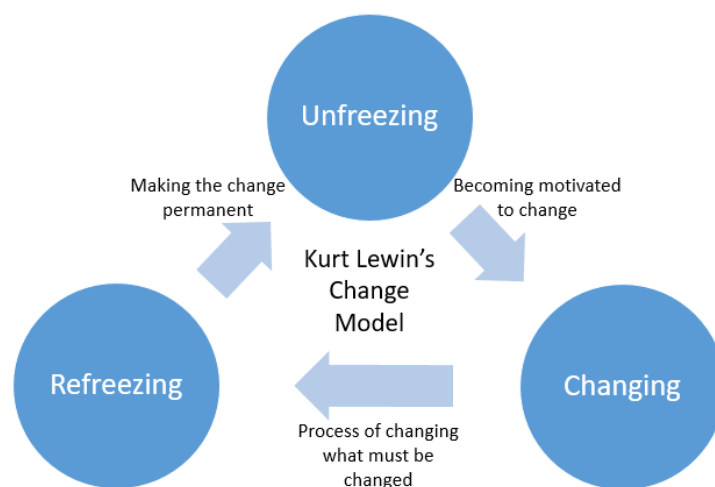 Unfreezing
Making the change
permanent
Becoming motivated
to change
Kurt Lewin's
Change
Model
Refreezing
Changing
Process of changing
what must be
changed